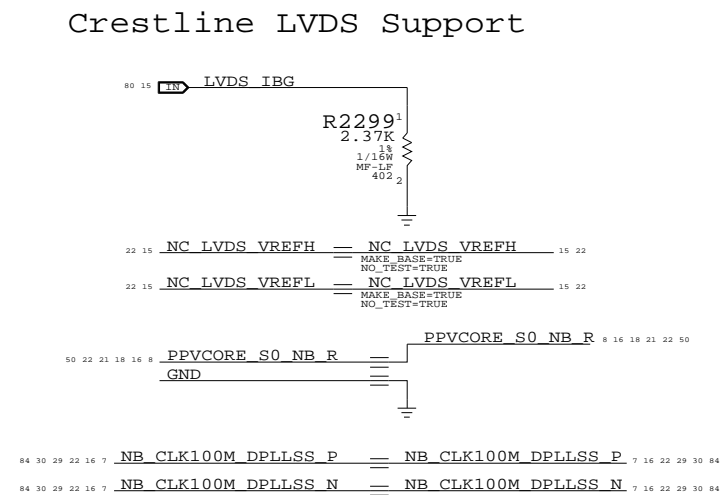 Crestline LVDS Support
80 15 IN LVDS_IBG
R2299 1
2.37K
1%
1/16W
MF-LF
402 2
22 15 NC_LVDS_VREFH NC_LVDS_VREFH 15 22
MAKE_BASE=TRUE
NO_TEST=TRUE
22 15 NC_LVDS_VREFL NC_LVDS_VREFL 15 22
MAKE_BASE=TRUE
NO_TEST=TRUE
PPVCORE_S0_NB_R 8 16 18 21 22 50
50 22 21 18 16 8 PPVCORE_S0_NB_R
GND
84 30 29 22 16 7 NB_CLK100M_DPLLSS_P NB_CLK100M_DPLLSS_P 7 16 22 29 30 84
84 30 29 22 16 7 NB_CLK100M_DPLLSS_N NB_CLK100M_DPLLSS_N 7 16 22 29 30 84